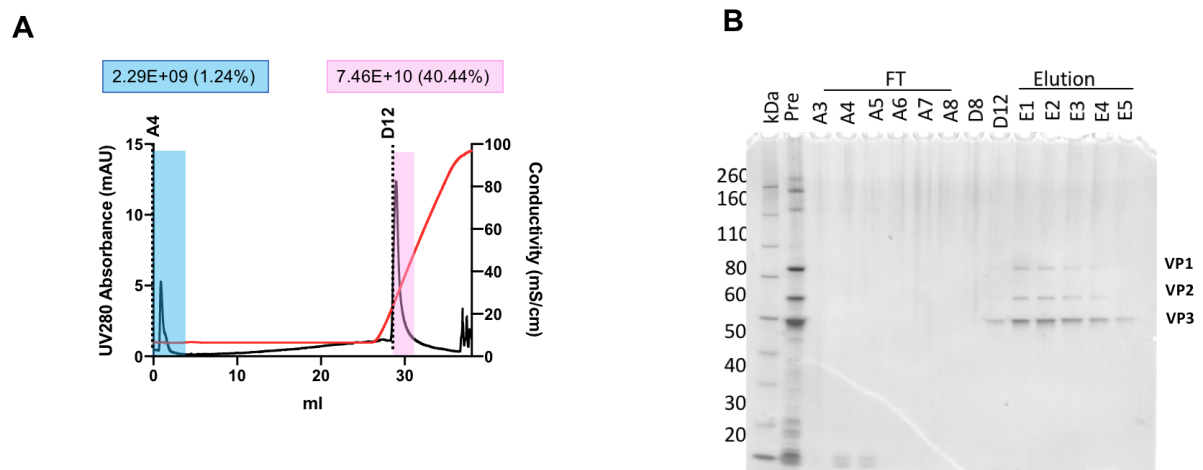 A
2.29E+09 (1.24%)
7.46E+10 (40.44%)
A4
D12
UV280 Absorbance (mAU)
15
10
5
0
100
80
60
40
20
0
Conductivity (mS/cm)
0
10
20
30
ml
B
FT
Elution
kDa
Pre
A3
A4
A5
A6
A7
A8
D8
D12
E1
E2
E3
E4
E5
260
160
110
80
60
50
40
30
20
VP1
VP2
VP3